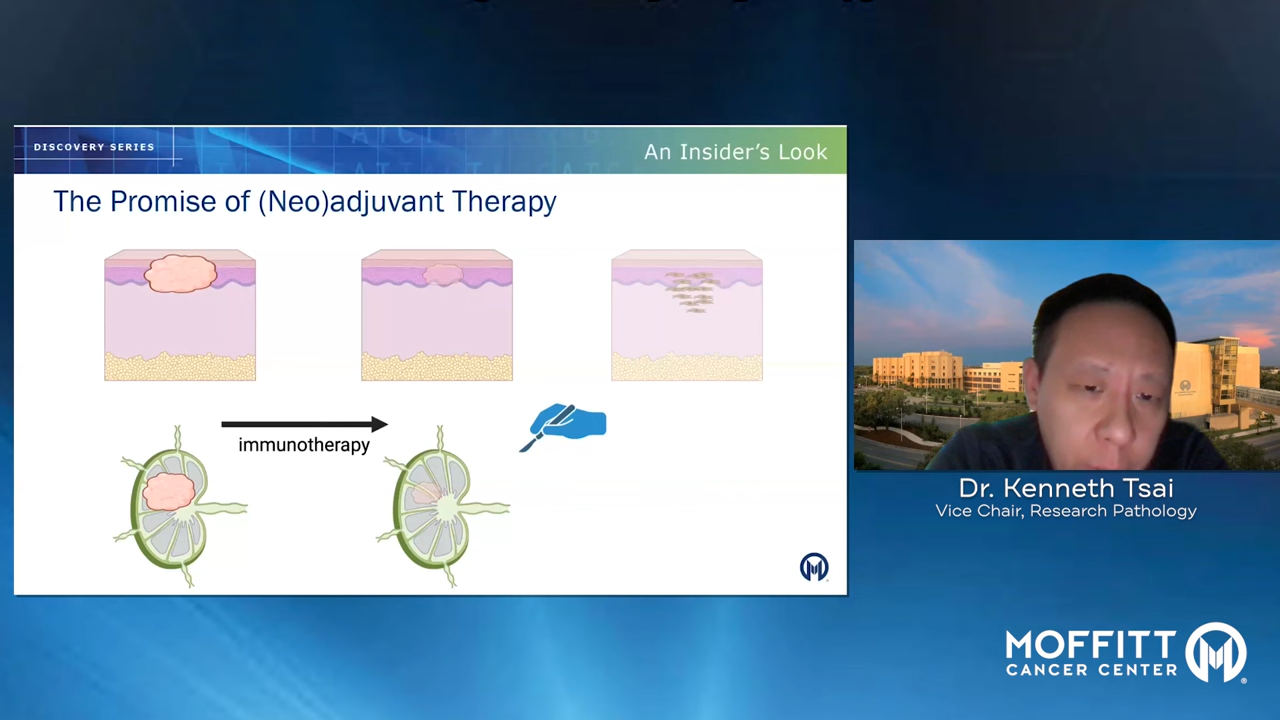 DISCOVERY SERIES
An Insider's Look
The Promise of (Neo)adjuvant Therapy
immunotherapy
Dr. Kenneth Tsai
Vice Chair, Research Pathology
MOFFITT
CANCER CENTER